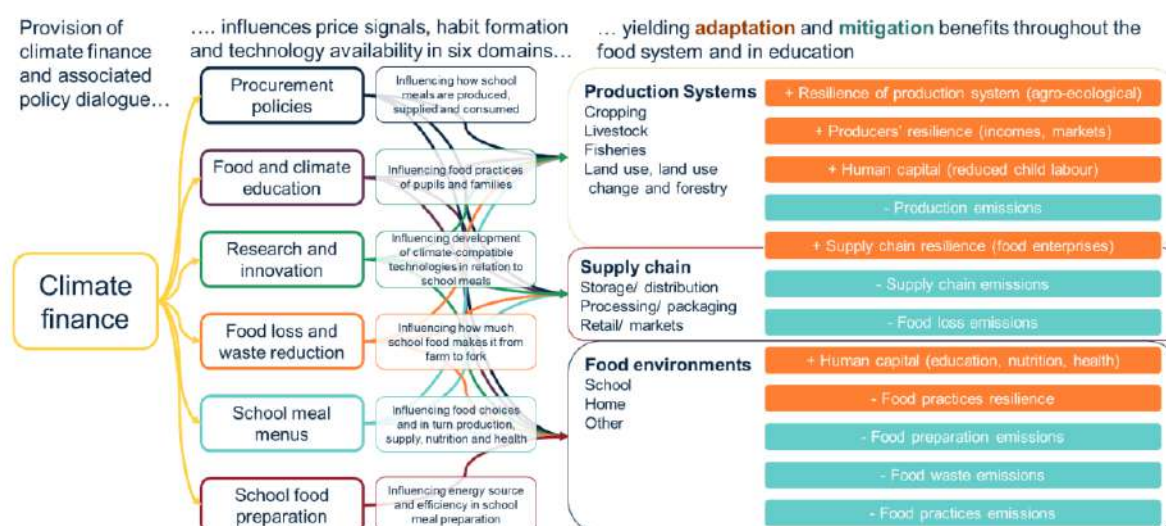 Provision of
climate finance
and associated
policy dialogue…
…. influences price signals, habit formation
and technology availability in six domains…
… yielding adaptation and mitigation benefits throughout the
food system and in education
Climate
finance
Procurement
policies
Influencing how school
meals are produced,
supplied and consumed
Food and climate
education
Influencing food practices
of pupils and families
Research and
innovation
Influencing development
of climate-compatible
technologies in relation to
school meals
Food loss and
waste reduction
Influencing how much
school food makes it from
farm to fork
School meal
menus
Influencing food choices
and in turn production,
supply, nutrition and health
School food
preparation
Influencing energy source
and efficiency in school
meal preparation
Production Systems
Cropping
Livestock
Fisheries
Land use, land use
change and forestry
+ Resilience of production system (agro-ecological)
+ Producers' resilience (incomes, markets)
+ Human capital (reduced child labour)
- Production emissions
Supply chain
Storage/ distribution
Processing/ packaging
Retail/ markets
+ Supply chain resilience (food enterprises)
- Supply chain emissions
- Food loss emissions
Food environments
School
Home
Other
+ Human capital (education, nutrition, health)
- Food practices resilience
- Food preparation emissions
- Food waste emissions
- Food practices emissions